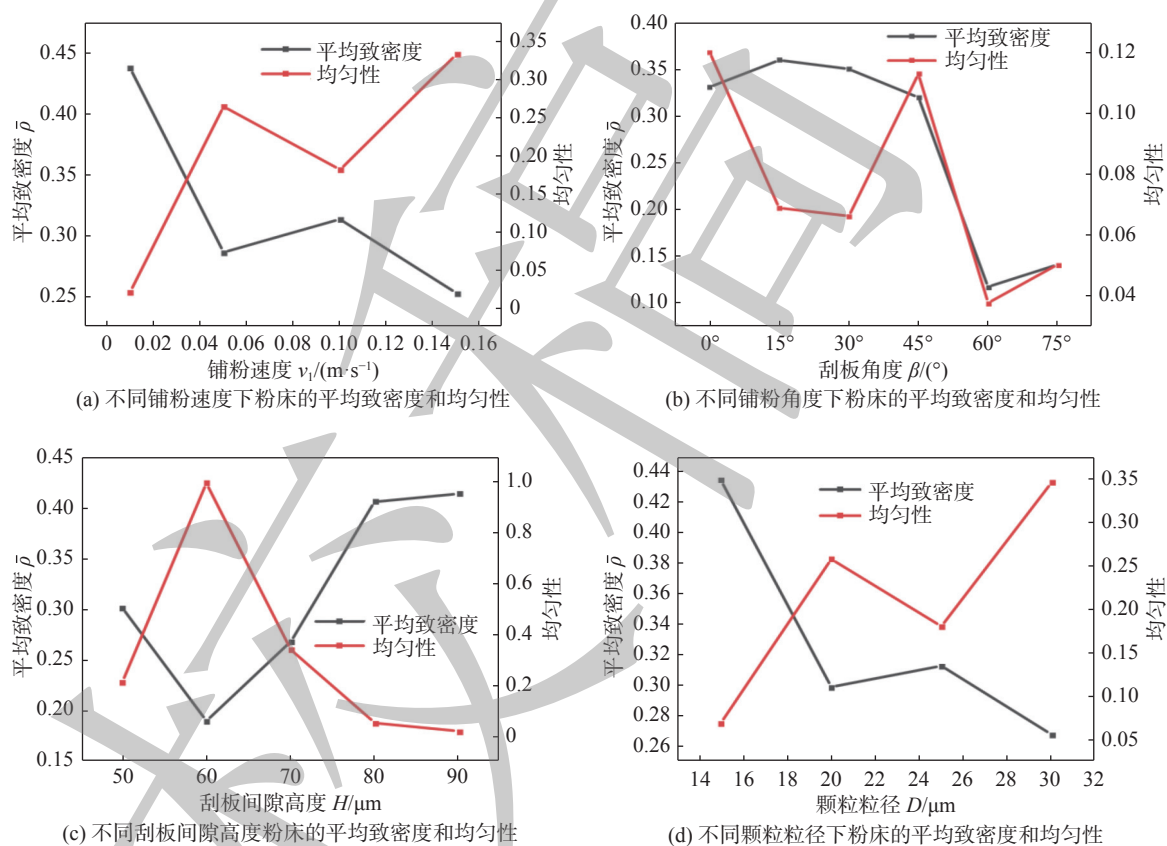 平均致密度
均匀性
0.45
0.40
0.35
0.30
0.25
平均致密度 ρ̄
0.35
0.30
0.25
0.20
0.15
0.10
0.05
0
均匀性
0 0.02 0.04 0.06 0.08 0.10 0.12 0.14 0.16
铺粉速度 v₁/(m·s⁻¹)
(a) 不同铺粉速度下粉床的平均致密度和均匀性
平均致密度
均匀性
0.40
0.35
0.30
0.25
0.20
0.15
0.10
平均致密度 ρ̄
0.12
0.10
0.08
0.06
0.04
均匀性
0° 15° 30° 45° 60° 75°
刮板角度 β/(°)
(b) 不同铺粉角度下粉床的平均致密度和均匀性
平均致密度
均匀性
0.45
0.40
0.35
0.30
0.25
0.20
0.15
平均致密度 ρ̄
1.0
0.8
0.6
0.4
0.2
0
均匀性
50 60 70 80 90
刮板间隙高度 H/μm
(c) 不同刮板间隙高度粉床的平均致密度和均匀性
平均致密度
均匀性
0.44
0.42
0.40
0.38
0.36
0.34
0.32
0.30
0.28
0.26
平均致密度 ρ̄
0.35
0.30
0.25
0.20
0.15
0.10
0.05
均匀性
14 16 18 20 22 24 26 28 30 32
颗粒粒径 D/μm
(d) 不同颗粒粒径下粉床的平均致密度和均匀性